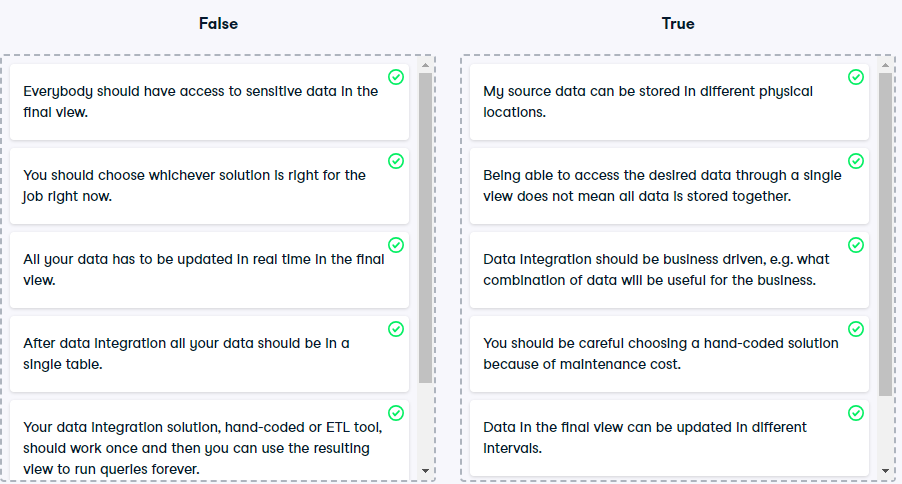 False
Everybody should have access to sensitive data in the
final view.
You should choose whichever solution is right for the
job right now.
All your data has to be updated in real time in the final
view.
After data integration all your data should be in a
single table.
Your data integration solution, hand-coded or ETL tool,
should work once and then you can use the resulting
view to run queries forever.
True
My source data can be stored in different physical
locations.
Being able to access the desired data through a single
view does not mean all data is stored together.
Data integration should be business driven, e.g. what
combination of data will be useful for the business.
You should be careful choosing a hand-coded solution
because of maintenance cost.
Data in the final view can be updated in different
intervals.